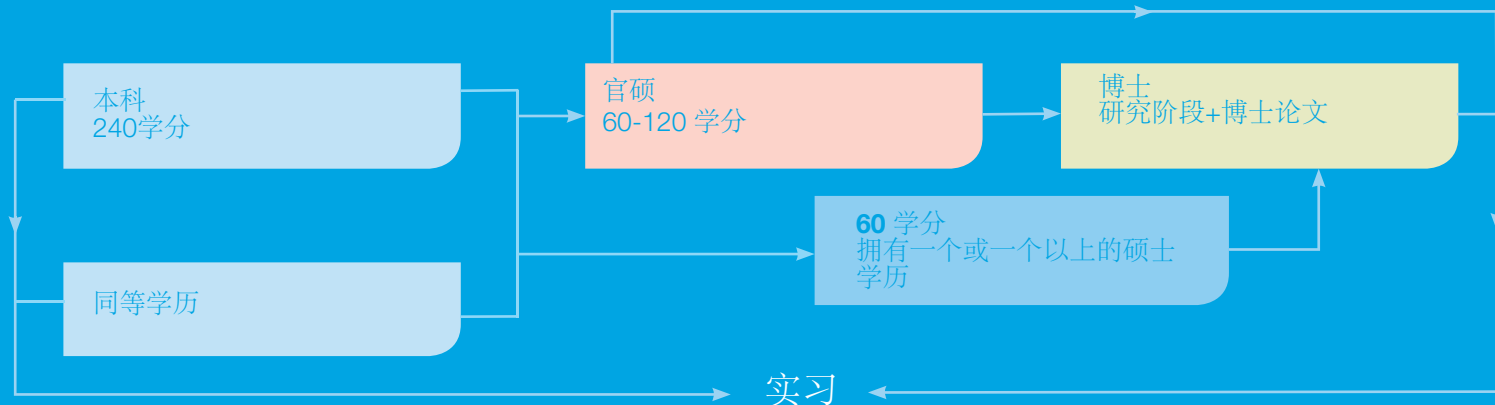 本科
240学分
官硕
60-120 学分
博士
研究阶段+博士论文
60 学分
拥有一个或一个以上的硕士
学历
同等学历
实习